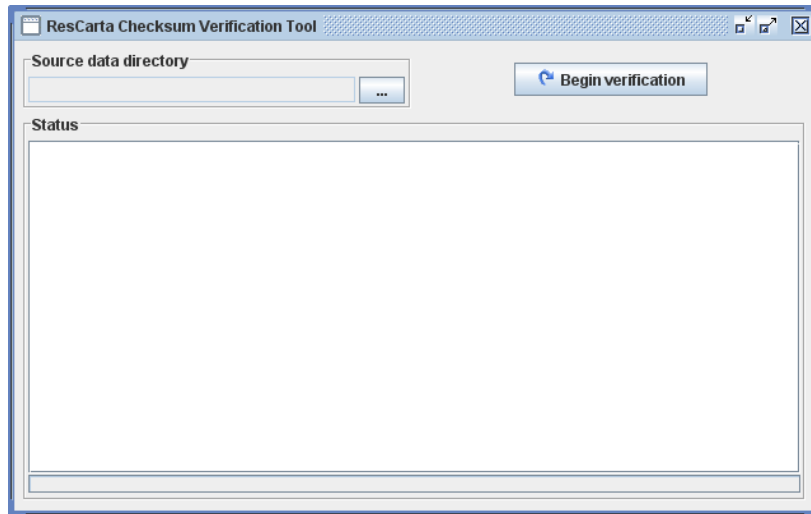 ResCarta Checksum Verification Tool
Source data directory
...
Begin verification
Status